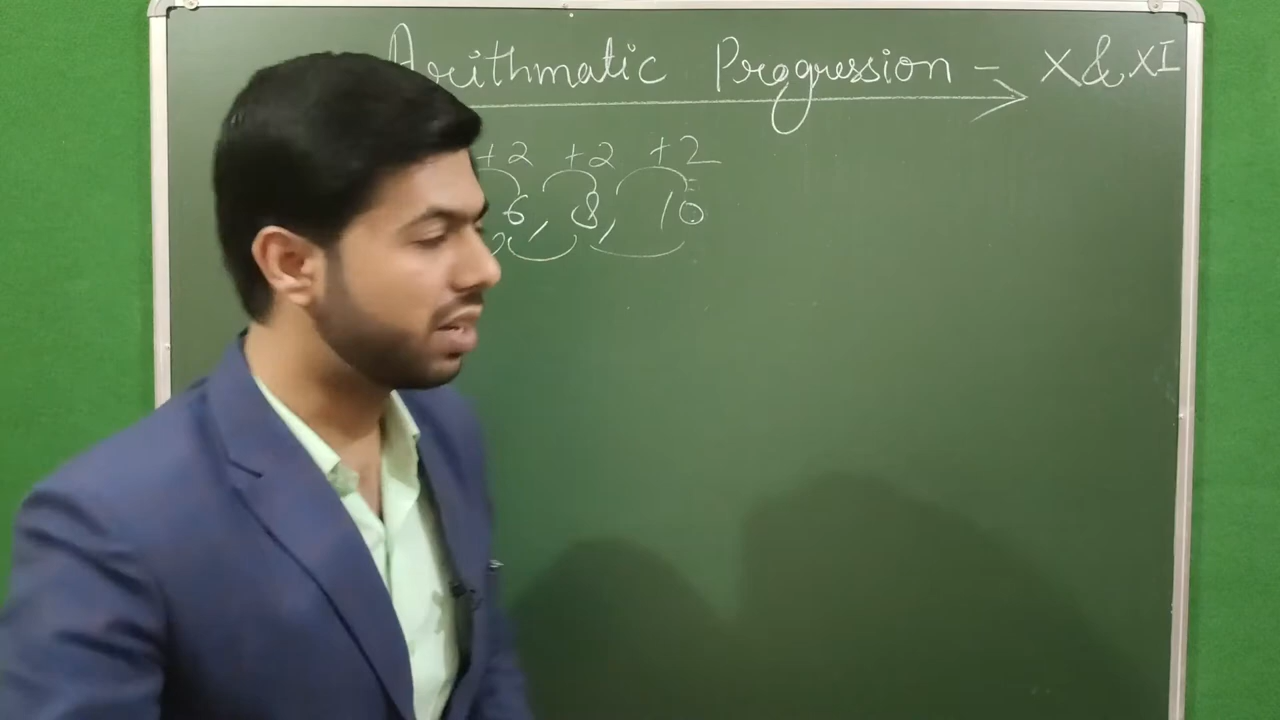 Arithmatic Progression - X & XI
+2 +2 +2
6, 8, 10